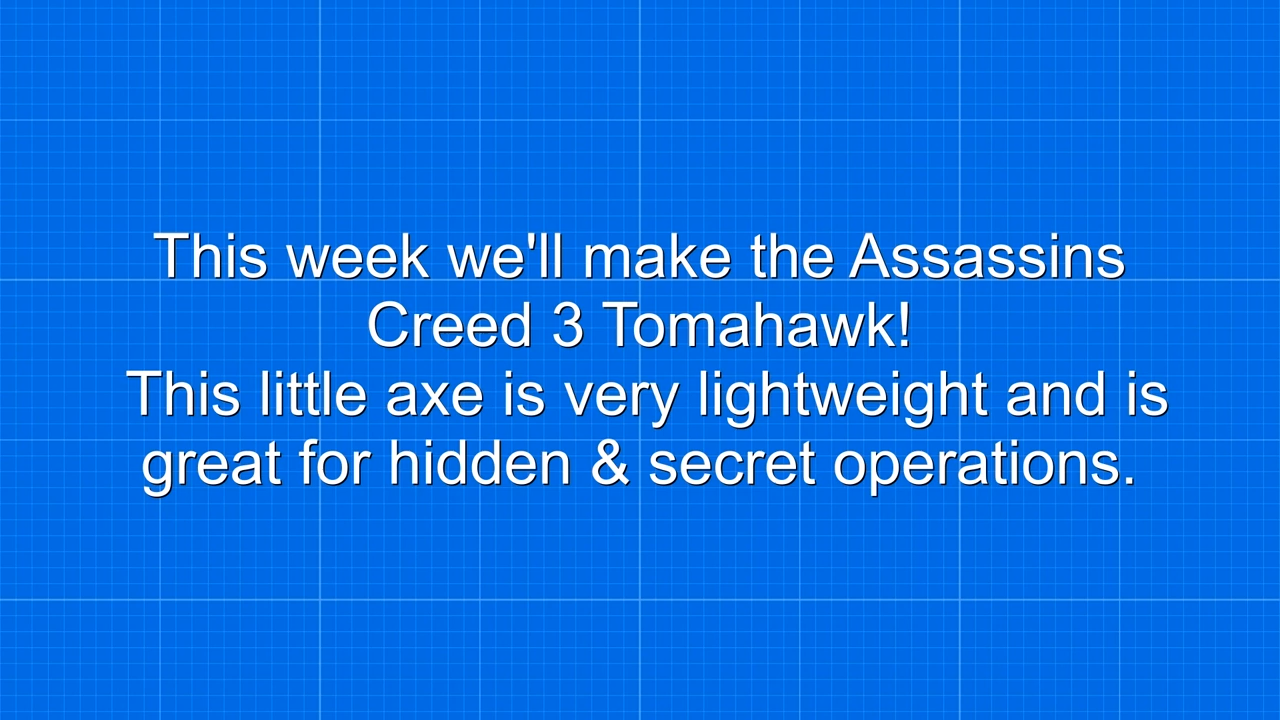 This week we'll make the Assassins
Creed 3 Tomahawk!
This little axe is very lightweight and is
great for hidden & secret operations.